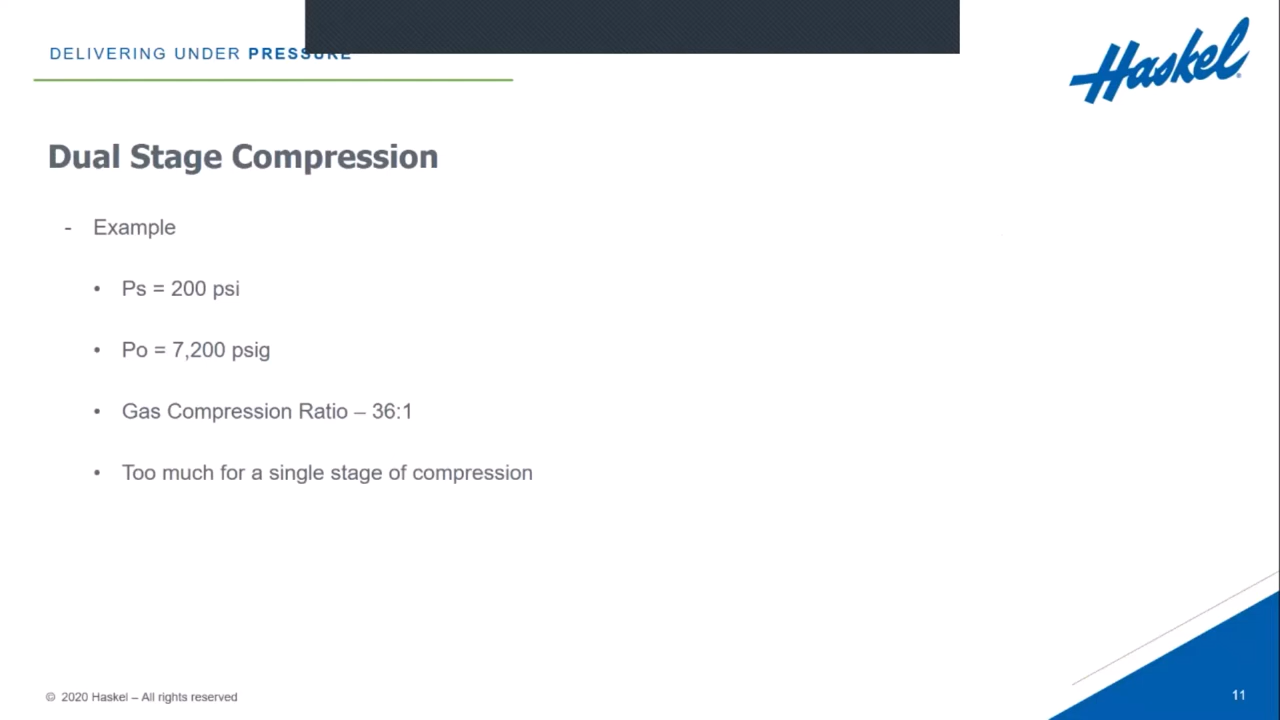 DELIVERING UNDER PRESSURE
Haskel
Dual Stage Compression
- Example
• Ps = 200 psi
• Po = 7,200 psig
• Gas Compression Ratio – 36:1
• Too much for a single stage of compression
© 2020 Haskel – All rights reserved
11